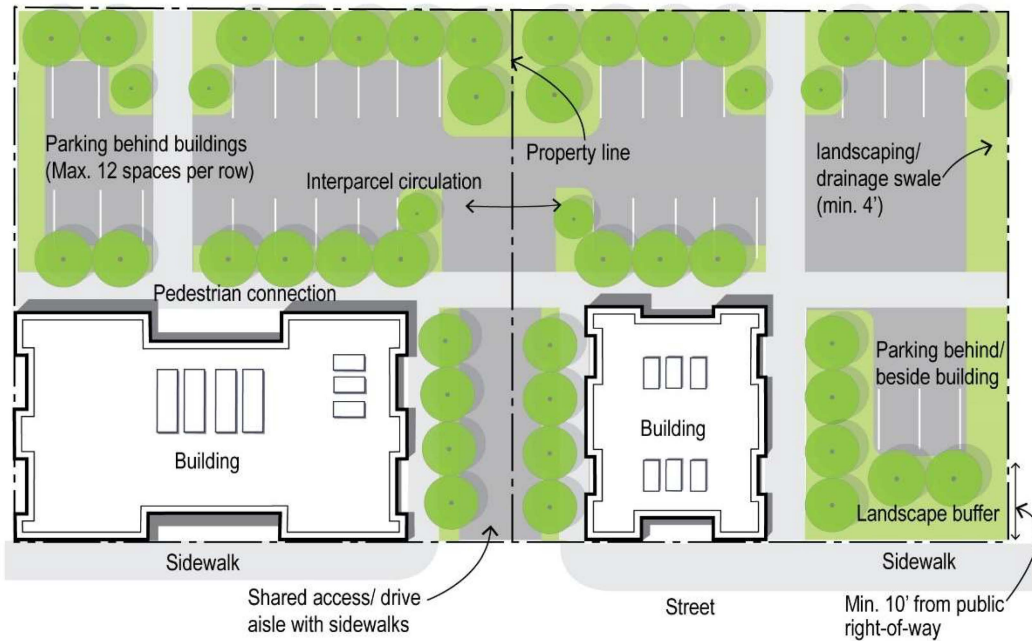 Parking behind buildings
(Max. 12 spaces per row)
Property line
landscaping/
drainage swale
(min. 4’)
Interparcel circulation
Pedestrian connection
Parking behind/
beside building
Building
Building
Landscape buffer
Sidewalk
Sidewalk
Shared access/ drive
aisle with sidewalks
Street
Min. 10’ from public
right-of-way